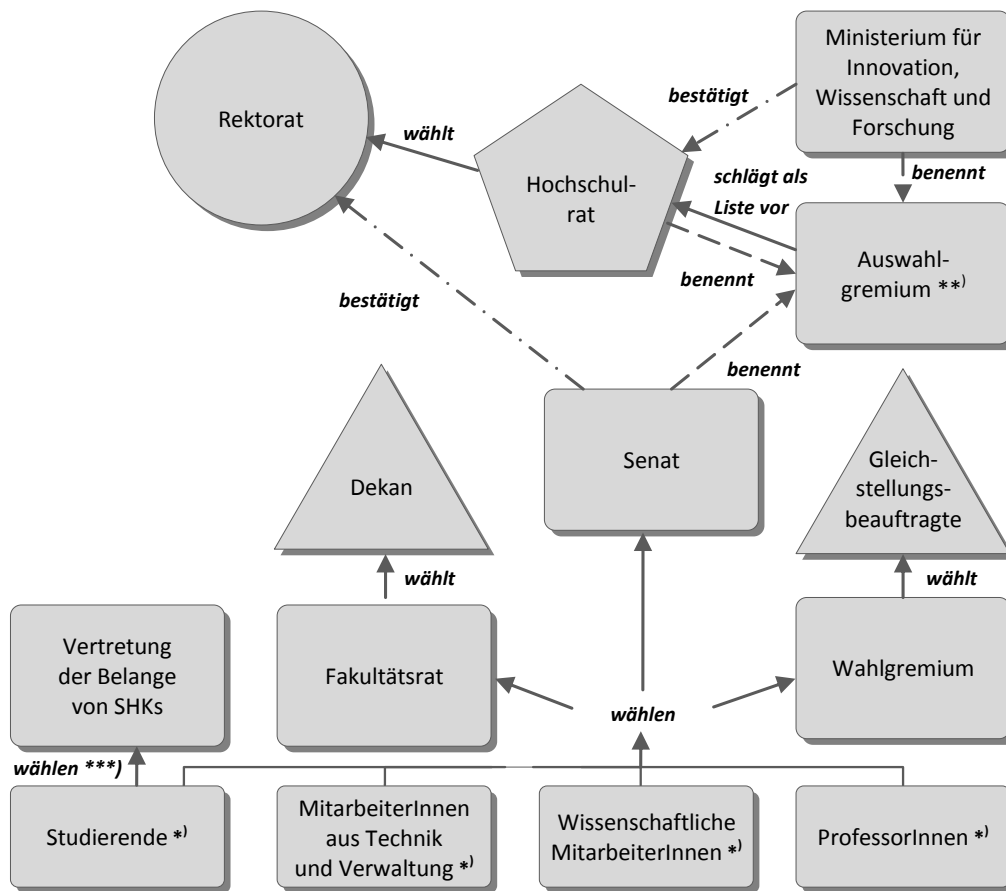 Ministerium für
Innovation,
Wissenschaft und
Forschung
Rektorat
bestätigt
wählt
Hochschul-
rat
benennt
schlägt als
Liste vor
Auswahl-
gremium **)
benennt
bestätigt
benennt
Senat
Dekan
Gleich-
stellungs-
beauftragte
wählt
wählt
Vertretung
der Belange
von SHKs
Fakultätsrat
Wahlgremium
wählen
wählen ***)
Studierende *)
MitarbeiterInnen
aus Technik
und Verwaltung *)
Wissenschaftliche
MitarbeiterInnen *)
ProfessorInnen *)